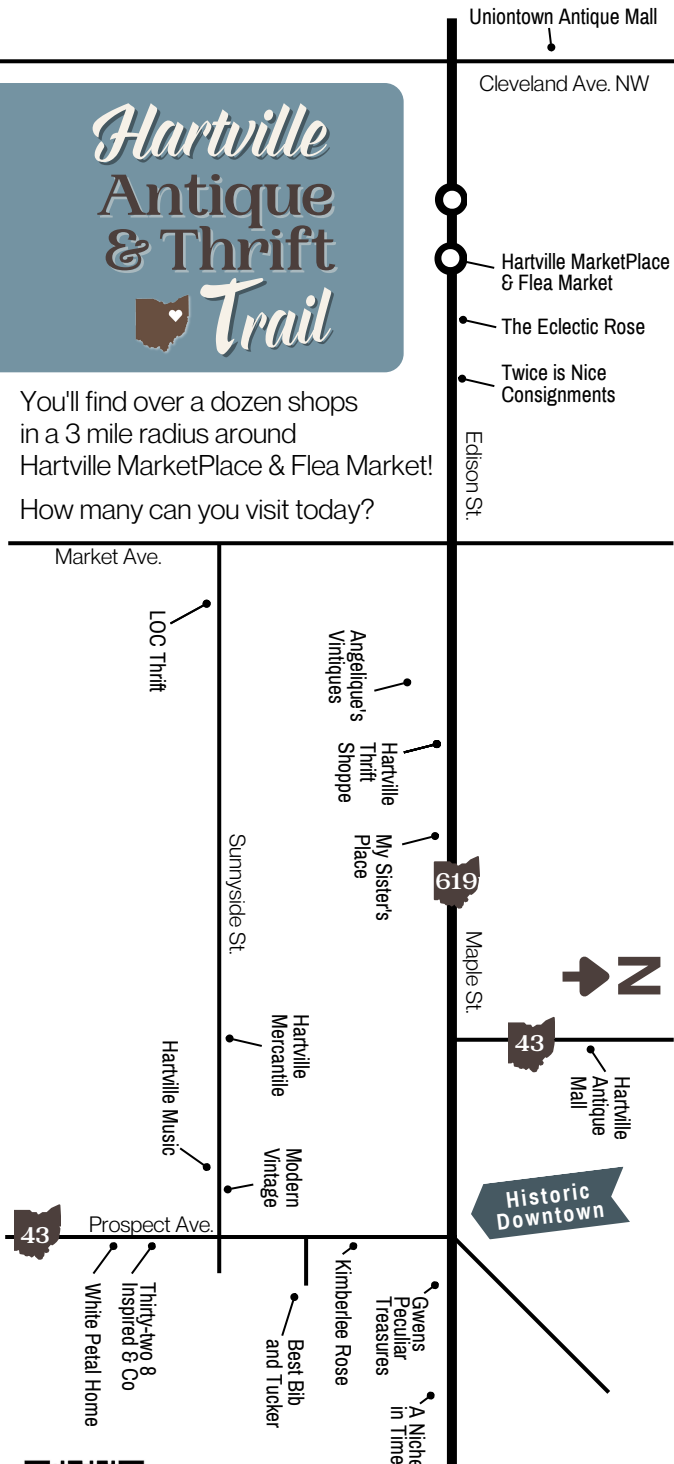 Uniontown Antique Mall
Cleveland Ave. NW
Hartville
Antique
& Thrift
Trail
Hartville MarketPlace
& Flea Market
The Eclectic Rose
Twice is Nice
Consignments
You'll find over a dozen shops
in a 3 mile radius around
Hartville MarketPlace & Flea Market!
How many can you visit today?
Edison St.
Market Ave.
LOC Thrift
Angelique's
Vintiques
Hartville
Thrift
Shoppe
My Sister's
Place
619
Sunnyside St.
Maple St.
N
43
Hartville
Antique
Mall
Hartville
Mercantile
Hartville Music
Modern
Vintage
Historic
Downtown
Prospect Ave.
43
White Petal Home
Thirty-two 8
Inspired & Co
Best Bib
and Tucker
Kimberlee Rose
Gwens
Peculiar
Treasures
A Niche
in Time